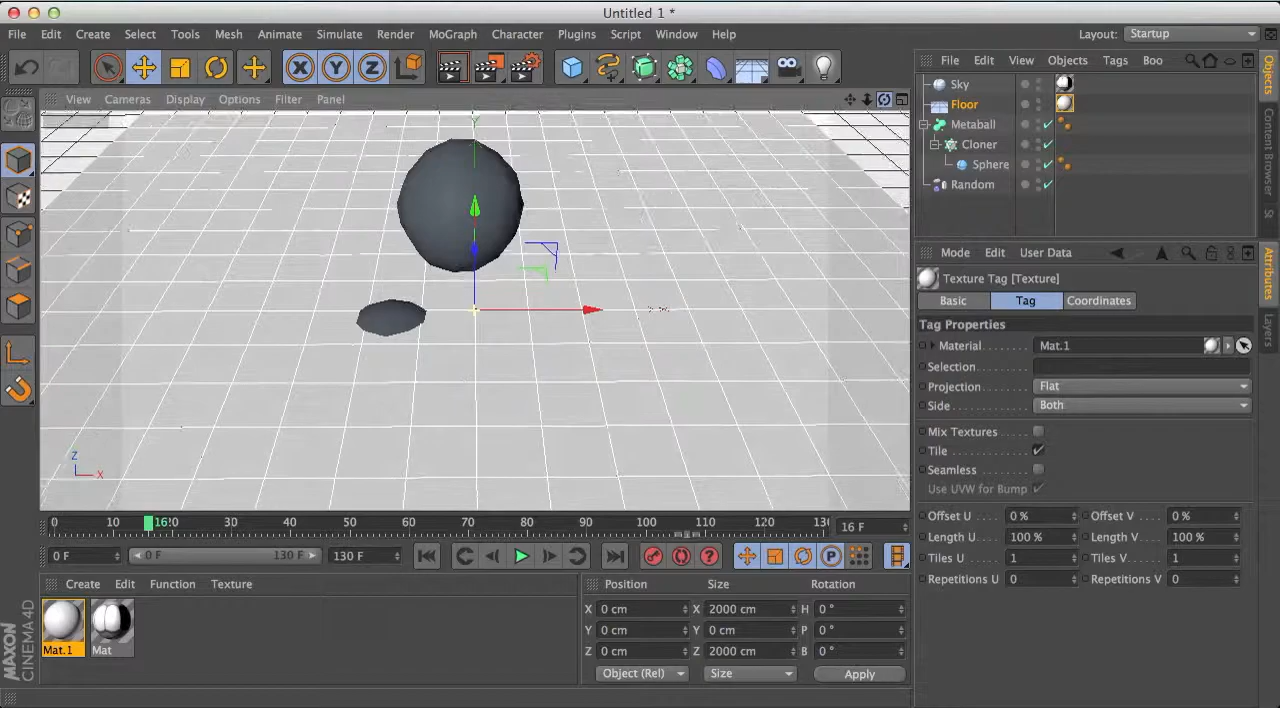 Untitled 1 *
File Edit Create Select Tools Mesh Animate Simulate Render MoGraph Character Plugins Script Window Help Layout: Startup
File Edit View Objects Tags Boo
View Cameras Display Options Filter Panel
Sky
Floor
Metaball
Cloner
Sphere
Random
Objects
Content Browser
Attributes
Layers
Mode Edit User Data
Texture Tag [Texture]
Basic Tag Coordinates
Tag Properties
Material Mat.1
Selection
Projection Flat
Side Both
Mix Textures
Tile
Seamless
Use UVW for Bump
Offset U 0 % Offset V 0 %
Length U 100 % Length V 100 %
Tiles U 1 Tiles V 1
Repetitions U 0 Repetitions V 0
Y
Z
X
0 10 16 20 30 40 50 60 70 80 90 100 110 120 130 16 F
0 F 0 F 130 F 130 F
Create Edit Function Texture
Mat.1 Mat
Position Size Rotation
X 0 cm X 2000 cm H 0 °
Y 0 cm Y 0 cm P 0 °
Z 0 cm Z 2000 cm B 0 °
Object (Rel) Size Apply
MAXON
CINEMA 4D